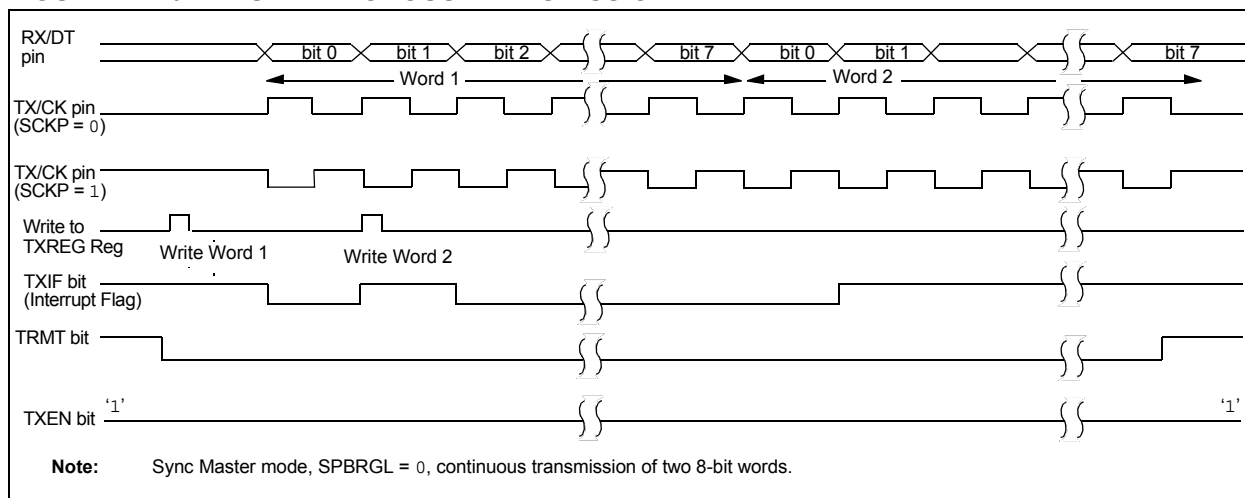 RX/DT
pin
bit 0 bit 1 bit 2 bit 7 bit 0 bit 1 bit 7
Word 1 Word 2
TX/CK pin
(SCKP = 0)
TX/CK pin
(SCKP = 1)
Write to
TXREG Reg
Write Word 1 Write Word 2
TXIF bit
(Interrupt Flag)
TRMT bit
TXEN bit
‘1’ ‘1’
Note: Sync Master mode, SPBRGL = 0, continuous transmission of two 8-bit words.